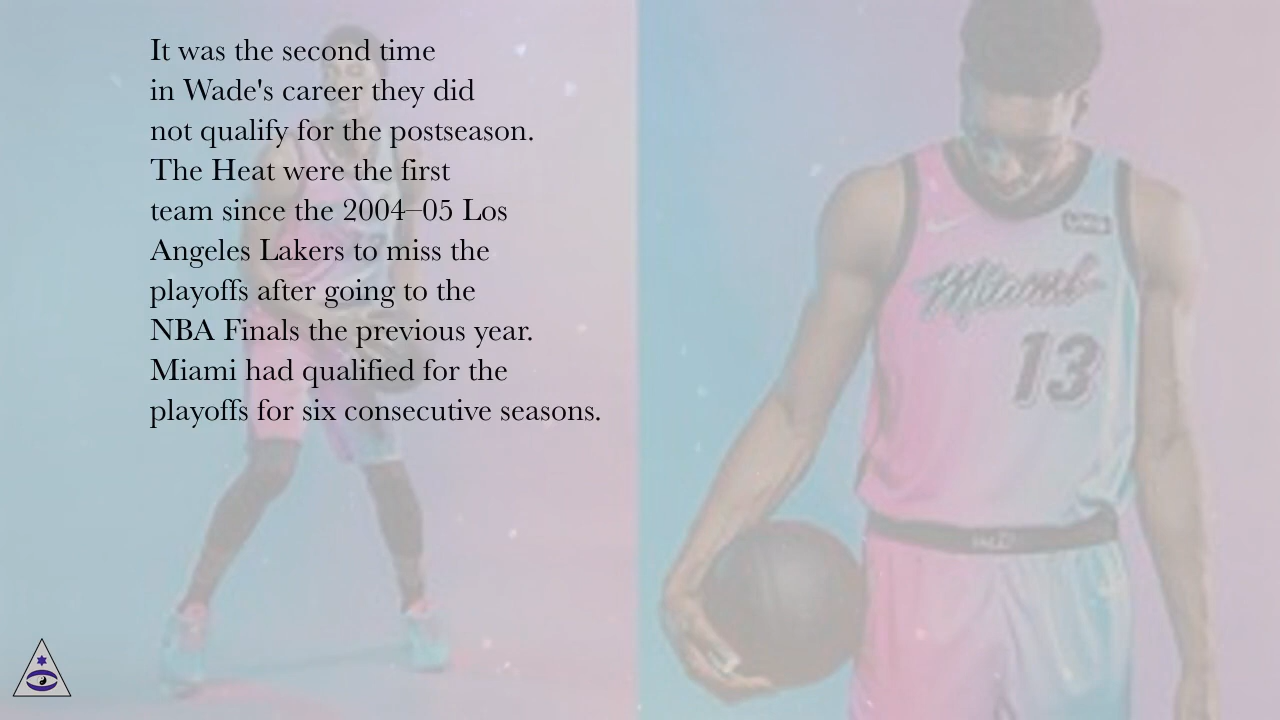 It was the second time
in Wade's career they did
not qualify for the postseason.
The Heat were the first
team since the 2004–05 Los
Angeles Lakers to miss the
playoffs after going to the
NBA Finals the previous year.
Miami had qualified for the
playoffs for six consecutive seasons.
Miami
13